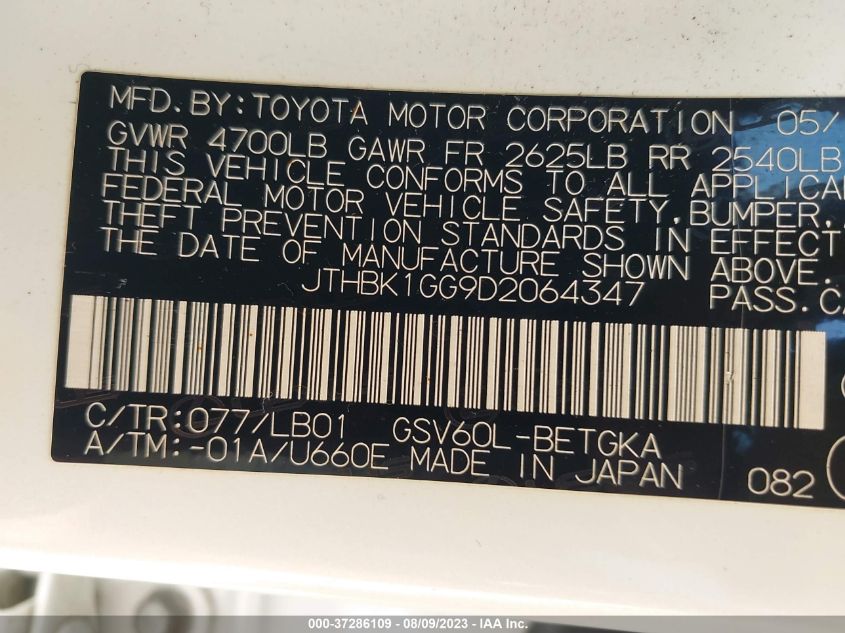 MFD. BY: TOYOTA MOTOR CORPORATION 05/
GVWR 4700LB GAWR FR 2625LB RR 2540LB
THIS VEHICLE CONFORMS TO ALL APPLICA
FEDERAL MOTOR VEHICLE SAFETY, BUMPER,
THEFT PREVENTION STANDARDS IN EFFECT
THE DATE OF MANUFACTURE SHOWN ABOVE.
JTHBK1GG9D2064347 PASS. CA
C/TR: 077/LB01 GSV60L-BETGKA
A/TM: -01A/U660E MADE IN JAPAN 082
000-37286109 - 08/09/2023 - IAA Inc.